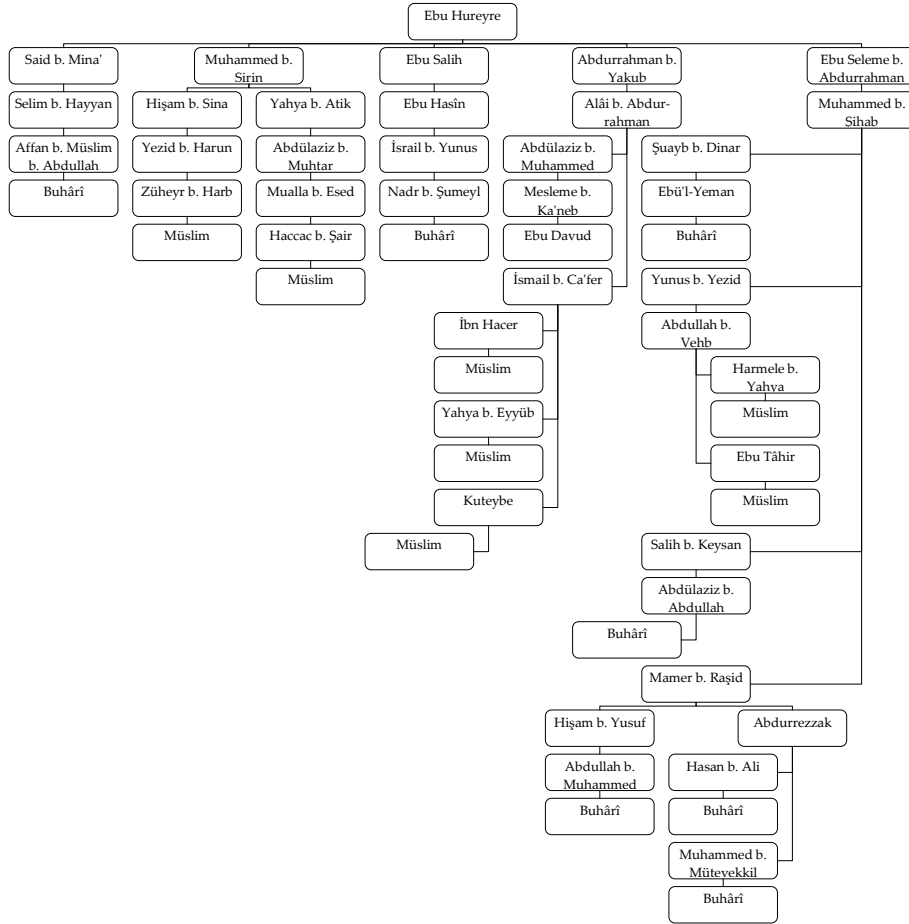 Ebu Hureyre
Said b. Mina'
Muhammed b.
Sirin
Ebu Salih
Abdurrahman b.
Yakub
Ebu Seleme b.
Abdurrahman
Selim b. Hayyan
Hişam b. Sina
Yahya b. Atik
Ebu Hasîn
Alâi b. Abdur-
rahman
Muhammed b.
Şihab
Affan b. Müslim
b. Abdullah
Yezid b. Harun
Abdülaziz b.
Muhtar
İsrail b. Yunus
Abdülaziz b.
Muhammed
Şuayb b. Dinar
Buhârî
Züheyr b. Harb
Mualla b. Esed
Nadr b. Şumeyl
Mesleme b.
Ka'neb
Ebü'l-Yeman
Müslim
Haccac b. Şair
Buhârî
Ebu Davud
Buhârî
Müslim
İsmail b. Ca'fer
Yunus b. Yezid
İbn Hacer
Abdullah b.
Vehb
Müslim
Harmele b.
Yahya
Yahya b. Eyyüb
Müslim
Müslim
Ebu Tâhir
Kuteybe
Müslim
Müslim
Salih b. Keysan
Abdülaziz b.
Abdullah
Buhârî
Mamer b. Raşid
Hişam b. Yusuf
Abdurrezzak
Abdullah b.
Muhammed
Hasan b. Ali
Buhârî
Buhârî
Muhammed b.
Mütevekkil
Buhârî